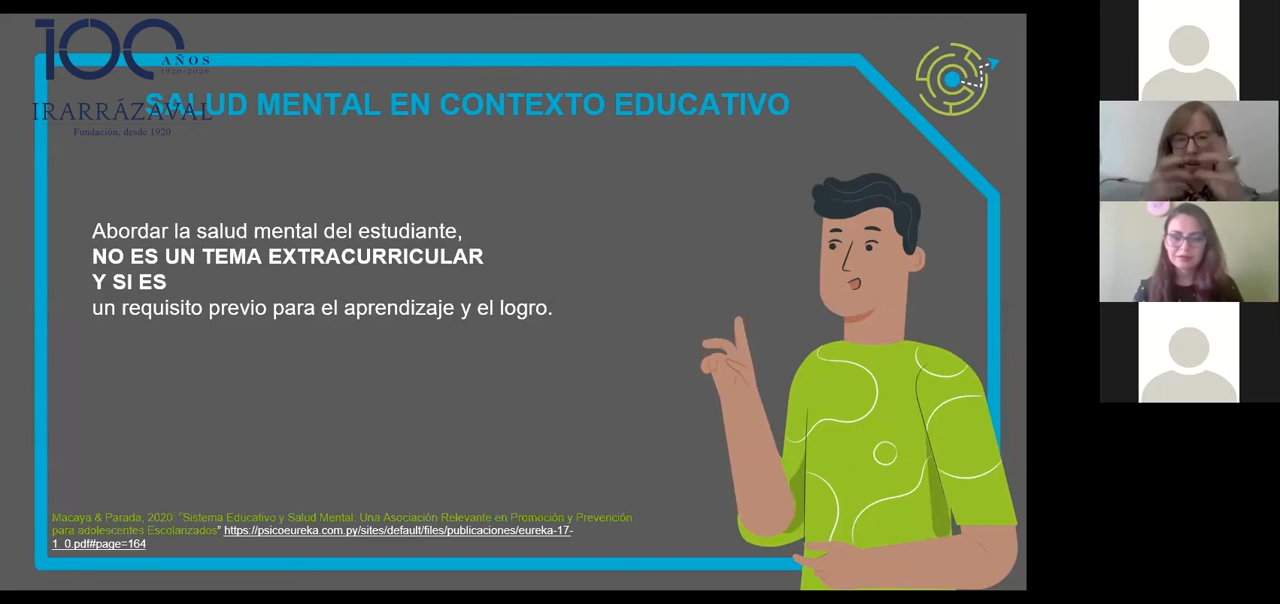 100
AÑOS
1920-2020
IRARRÁZAVAL
Fundación, desde 1920
SALUD MENTAL EN CONTEXTO EDUCATIVO
Abordar la salud mental del estudiante,
NO ES UN TEMA EXTRACURRICULAR
Y SI ES
un requisito previo para el aprendizaje y el logro.
Macaya & Parada, 2020: “Sistema Educativo y Salud Mental: Una Asociación Relevante en Promoción y Prevención
para adolescentes Escolarizados” https://psicoeureka.com.py/sites/default/files/publicaciones/eureka-17-
1_0.pdf#page=164